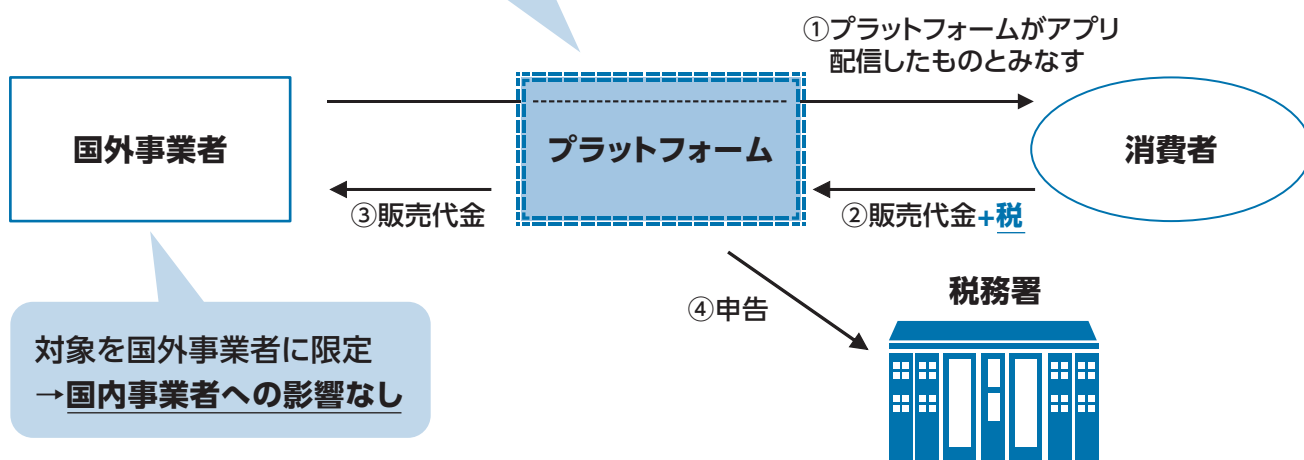 ①プラットフォームがアプリ
配信したものとみなす
国外事業者
プラットフォーム
消費者
③販売代金
②販売代金+税
④申告
税務署
対象を国外事業者に限定
→国内事業者への影響なし